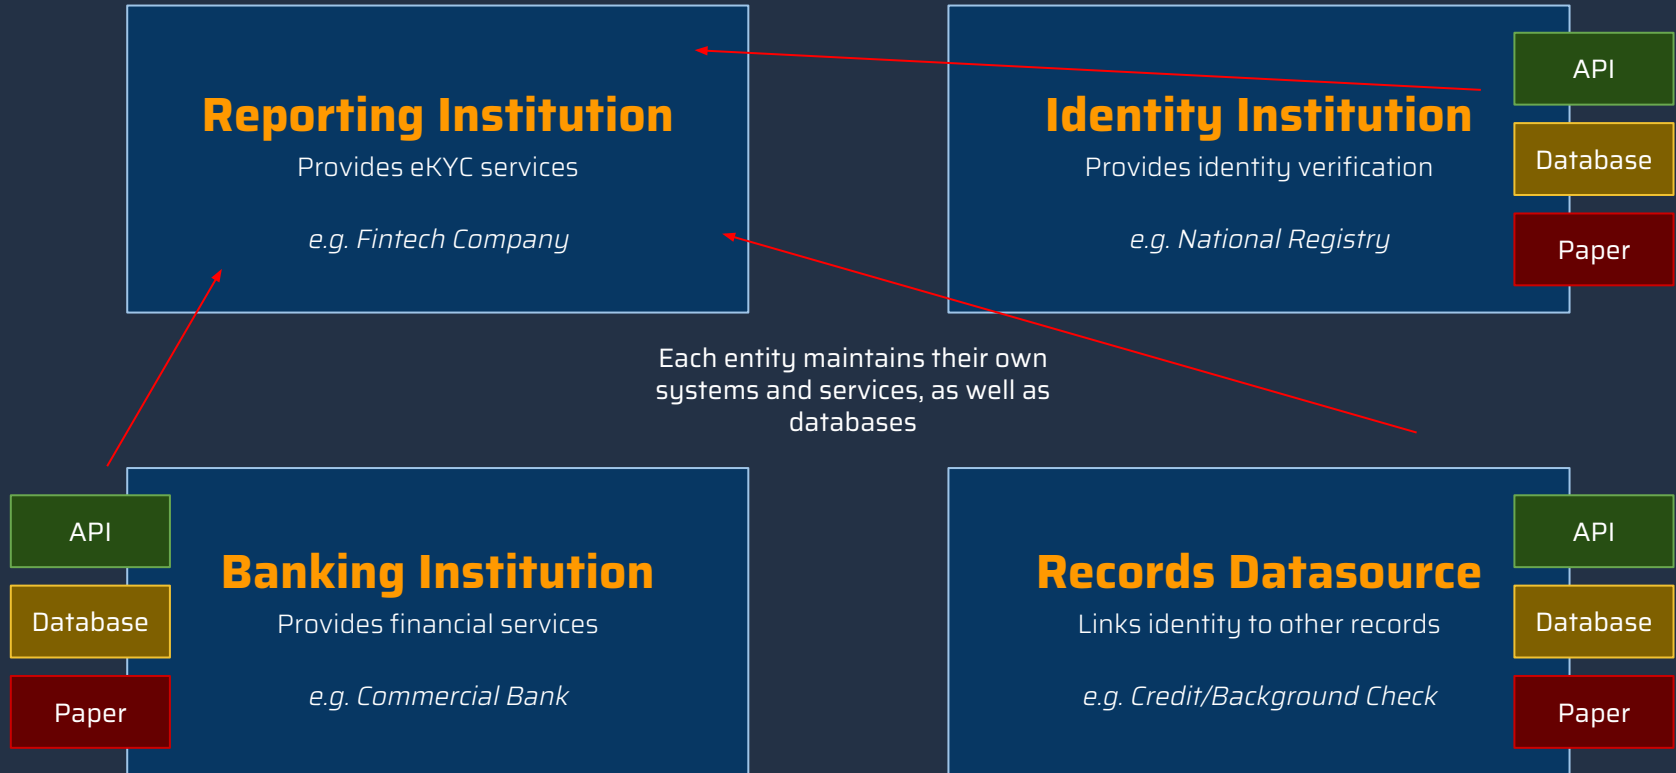 Reporting Institution
Provides eKYC services
e.g. Fintech Company
Identity Institution
Provides identity verification
e.g. National Registry
API
Database
Paper
Each entity maintains their own
systems and services, as well as
databases
API
Database
Paper
Banking Institution
Provides financial services
e.g. Commercial Bank
Records Datasource
Links identity to other records
e.g. Credit/Background Check
API
Database
Paper